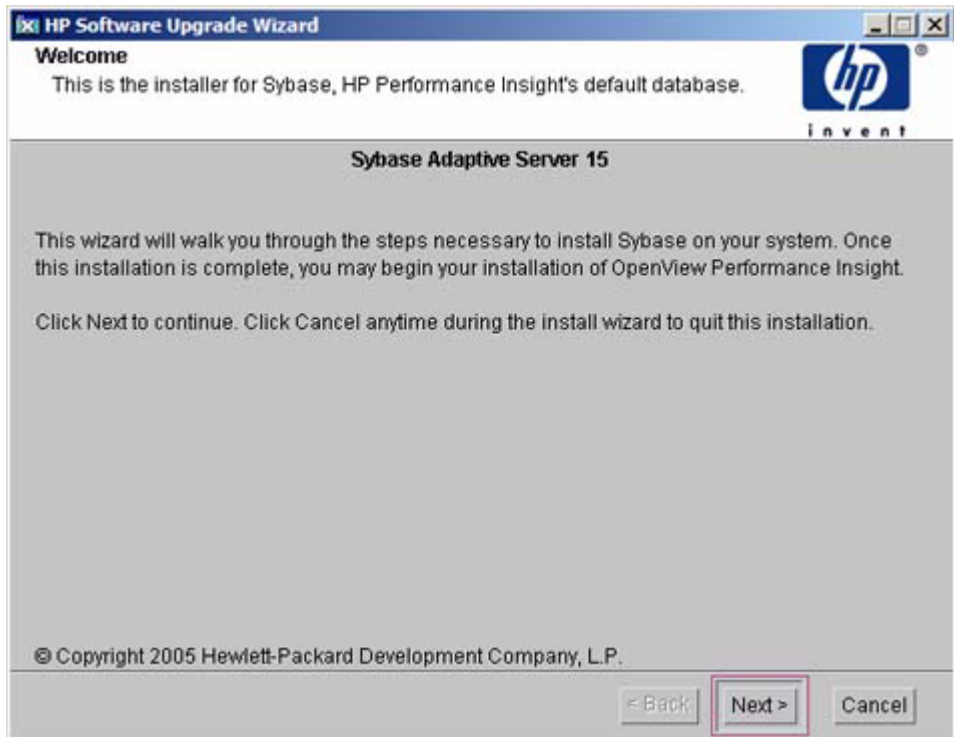 HP Software Upgrade Wizard
Welcome
This is the installer for Sybase, HP Performance Insight's default database.
hp
®
invent
Sybase Adaptive Server 15
This wizard will walk you through the steps necessary to install Sybase on your system. Once
this installation is complete, you may begin your installation of OpenView Performance Insight.
Click Next to continue. Click Cancel anytime during the install wizard to quit this installation.
© Copyright 2005 Hewlett-Packard Development Company, L.P.
< Back
Next >
Cancel